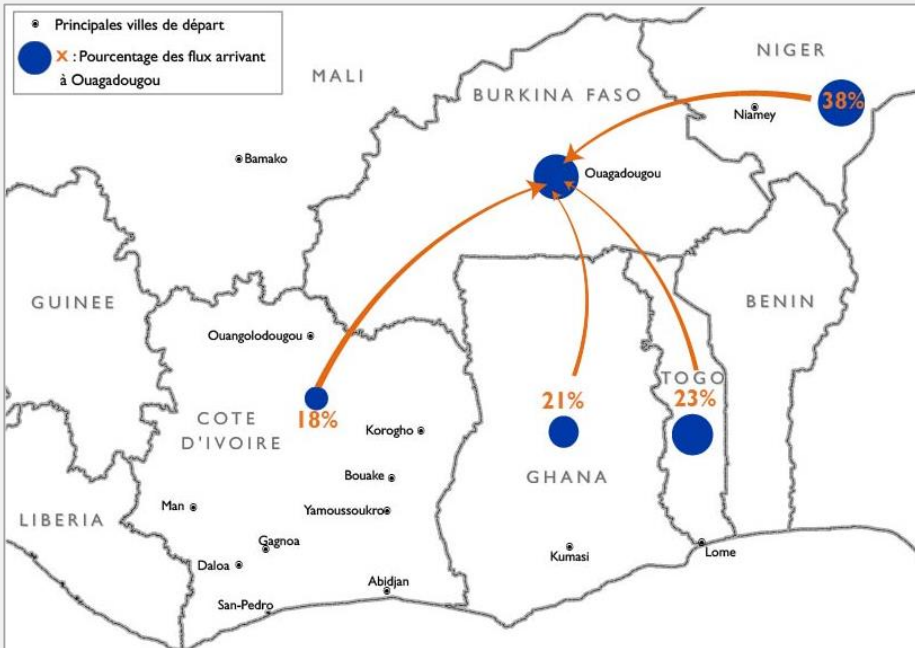 Principales villes de départ
X : Pourcentage des flux arrivant
à Ouagadougou
NIGER
MALI
BURKINA FASO
38%
Niamey
Bamako
Ouagadougou
GUINEE
BENIN
Ouangolodougou
TOGO
COTE
D'IVOIRE
18%
21%
23%
Korogho
Bouake
GHANA
Man
Yamoussoukro
LIBERIA
Gagnoa
Daloa
Kumasi
Lome
Abidjan
San-Pedro